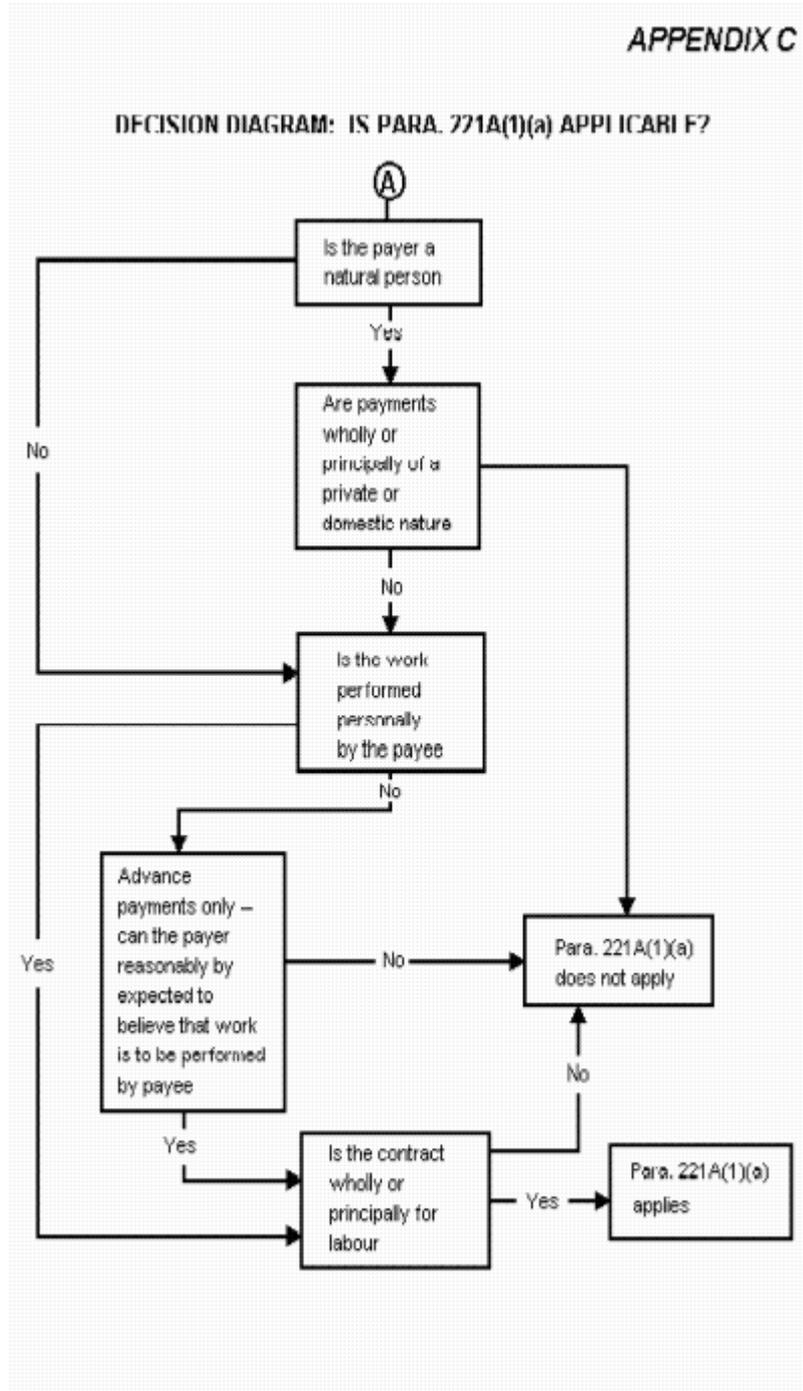 APPENDIX C
DECISION DIAGRAM: IS PARA. 221A(1)(a) APPLICABLE?
A
Is the payer a
natural person
Yes
Are payments
wholly or
principally of a
private or
domestic nature
No
No
Is the work
performed
personally
by the payee
No
Advance
payments only –
can the payer
reasonably by
expected to
believe that work
is to be performed
by payee
No
Para. 221A(1)(a)
does not apply
Yes
No
Yes
Is the contract
wholly or
principally for
labour
Yes
Para. 221A(1)(a)
applies